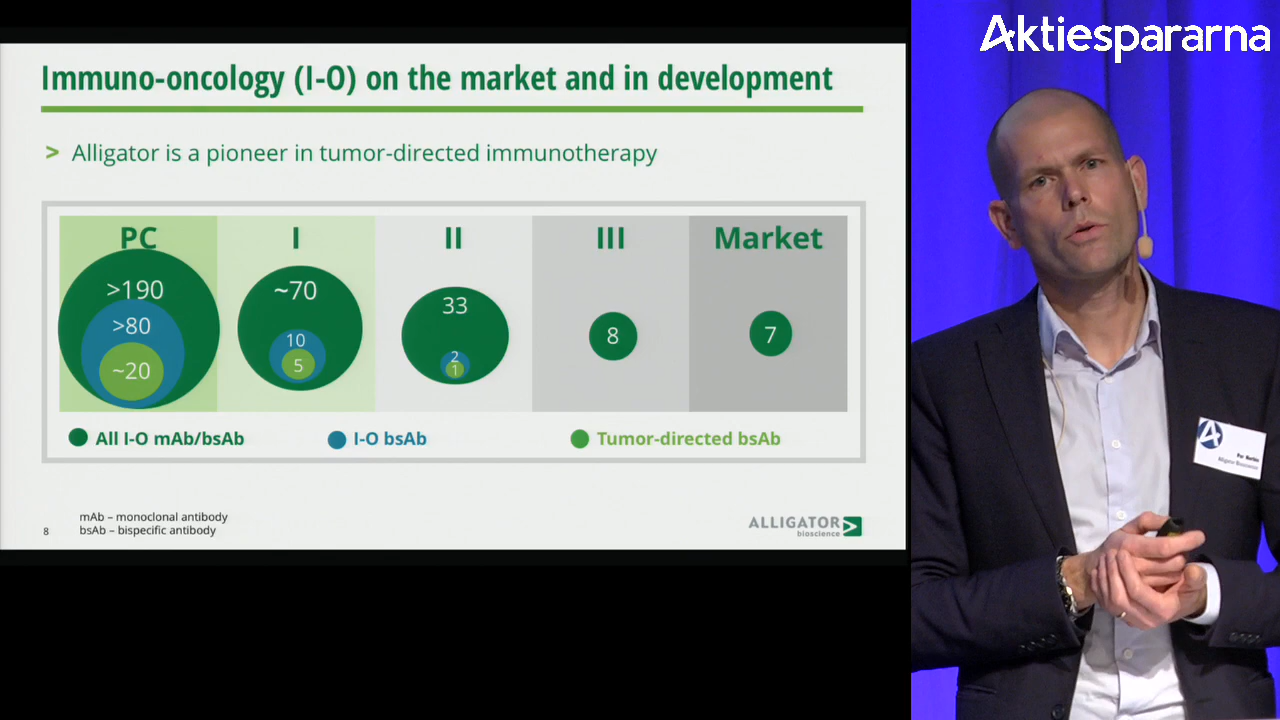 Aktiespararna
Immuno-oncology (I-O) on the market and in development
> Alligator is a pioneer in tumor-directed immunotherapy
PC
I
II
III
Market
>190
>80
~20
~70
10
5
33
2
1
8
7
All I-O mAb/bsAb
I-O bsAb
Tumor-directed bsAb
mAb – monoclonal antibody
bsAb – bispecific antibody
8
ALLIGATOR
bioscience
Alligator Bioscience